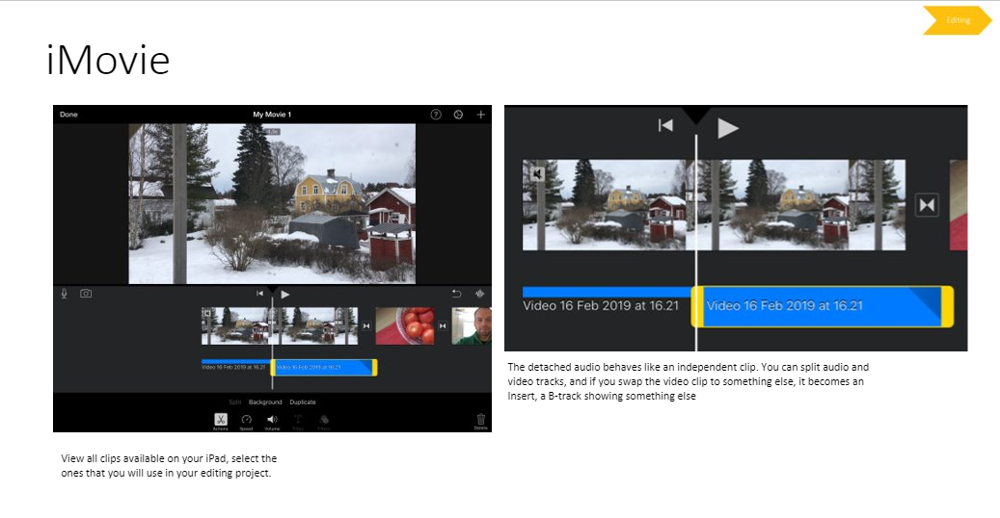 Editing
iMovie
Done
My Movie 1
?
Video 16 Feb 2019 at 16.21
Video 16 Feb 2019 at 16.21
Split
Background
Duplicate
Actions
Speed
Volume
Titles
Filters
Delete
Video 16 Feb 2019 at 16.21
Video 16 Feb 2019 at 16.21
The detached audio behaves like an independent clip. You can split audio and
video tracks, and if you swap the video clip to something else, it becomes an
Insert, a B-track showing something else
View all clips available on your iPad, select the
ones that you will use in your editing project.